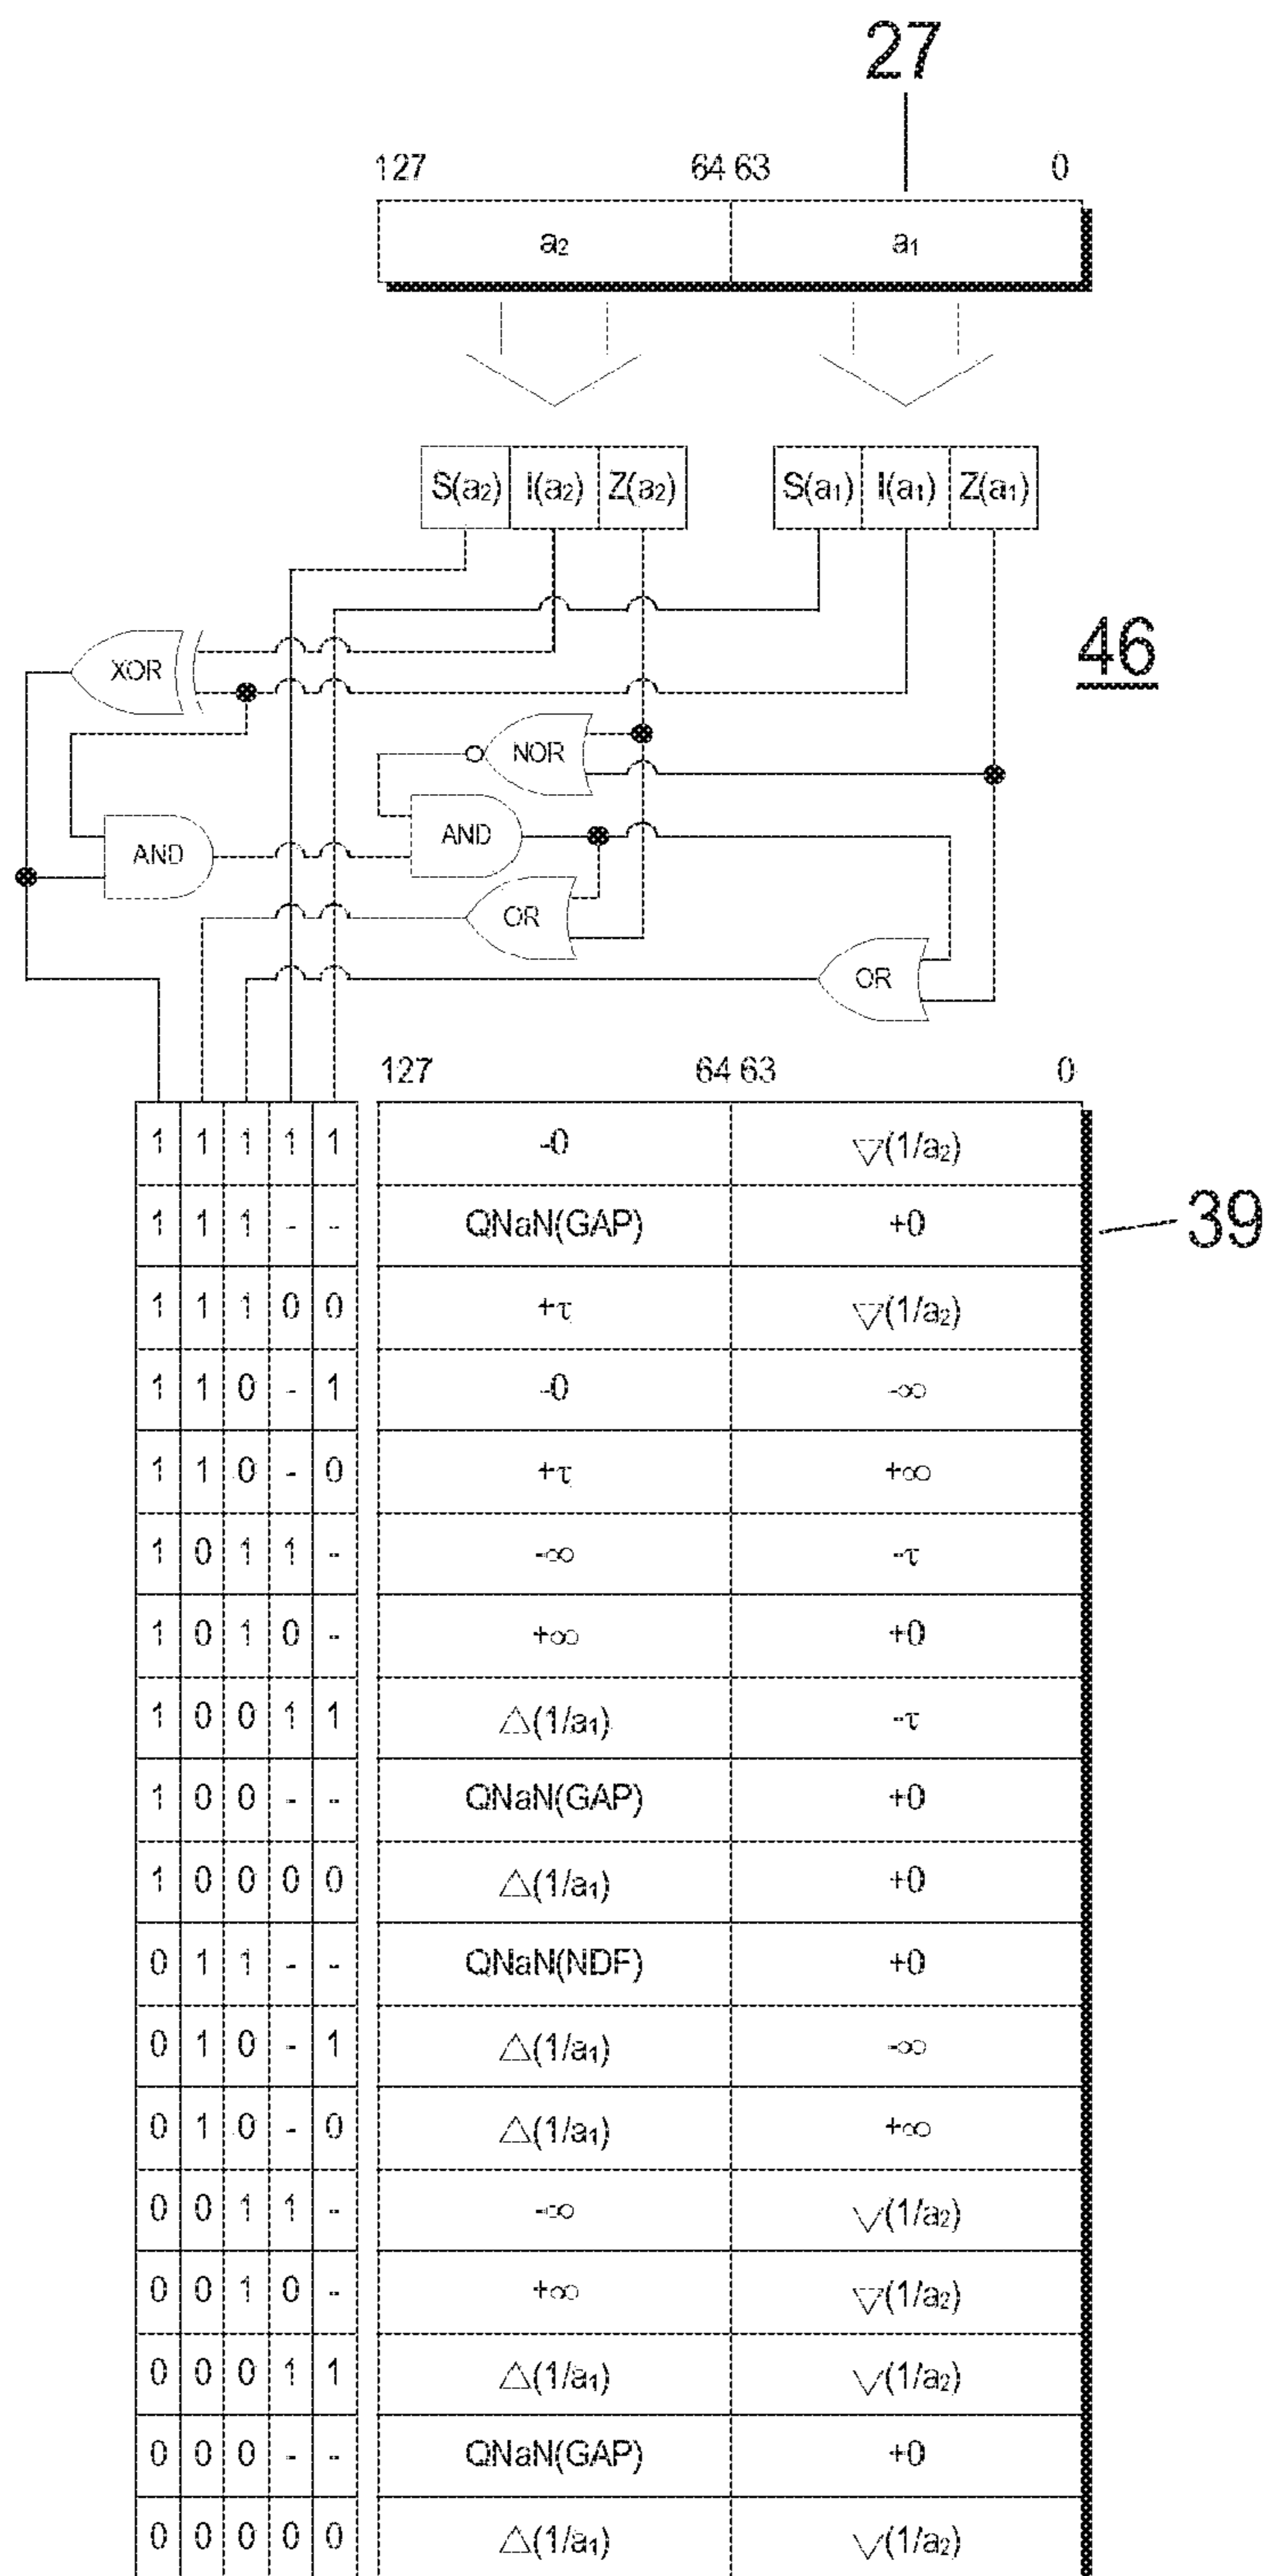 27
127 64 63 0
a₂ a₁
S(a₂) I(a₂) Z(a₂) S(a₁) I(a₁) Z(a₁)
46
XOR
NOR
AND
AND
OR
OR
127 64 63 0
1 1 1 1 1 -0 ▽(1/a₂)
1 1 1 - - QNaN(GAP) +0
39
1 1 1 0 0 +τ ▽(1/a₂)
1 1 0 - 1 -0 -∞
1 1 0 - 0 +τ +∞
1 0 1 1 - -∞ -τ
1 0 1 0 - +∞ +0
1 0 0 1 1 △(1/a₁) -τ
1 0 0 - - QNaN(GAP) +0
1 0 0 0 0 △(1/a₁) +0
0 1 1 - - QNaN(NDF) +0
0 1 0 - 1 △(1/a₁) -∞
0 1 0 - 0 △(1/a₁) +∞
0 0 1 1 - -∞ ▽(1/a₂)
0 0 1 0 - +∞ ▽(1/a₂)
0 0 0 1 1 △(1/a₁) ▽(1/a₂)
0 0 0 - - QNaN(GAP) +0
0 0 0 0 0 △(1/a₁) ▽(1/a₂)